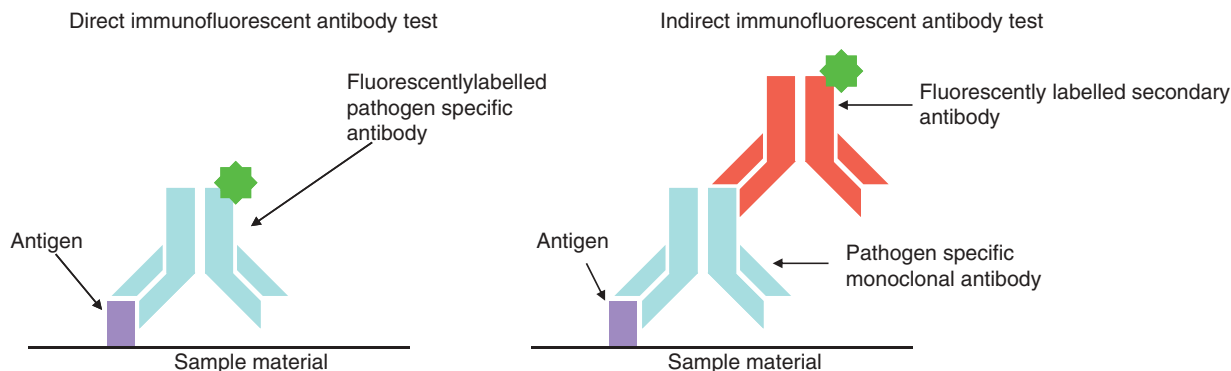 Direct immunofluorescent antibody test
Fluorescentlylabelled
pathogen specific
antibody
Antigen
Sample material
Indirect immunofluorescent antibody test
Fluorescently labelled secondary
antibody
Antigen
Pathogen specific
monoclonal antibody
Sample material